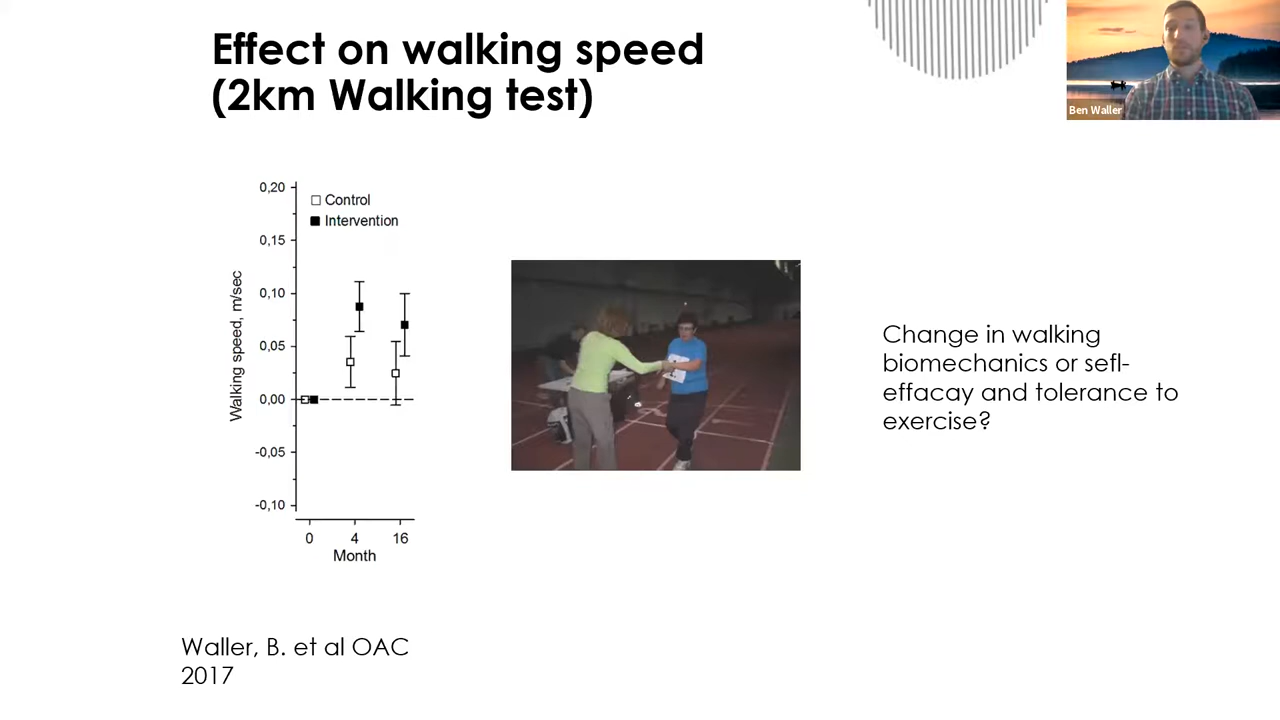 Effect on walking speed
(2km Walking test)
Ben Waller
0,20
0,15
0,10
0,05
0,00
-0,05
-0,10
Walking speed, m/sec
Control
Intervention
0 4 16
Month
Change in walking
biomechanics or sefl-
effacay and tolerance to
exercise?
Waller, B. et al OAC
2017